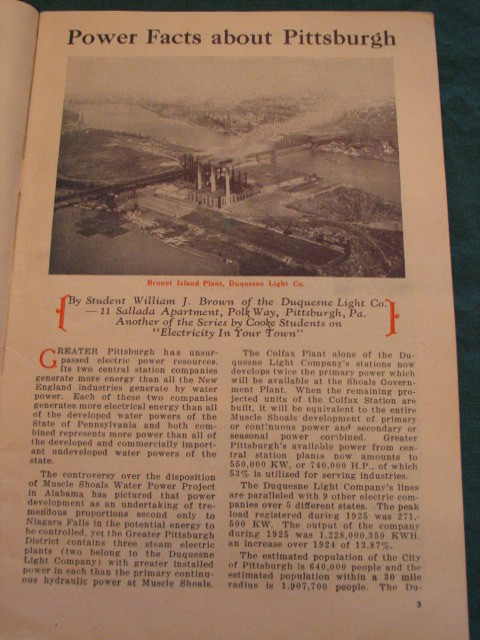 Power Facts about Pittsburgh
Brunot Island Plant, Duquesne Light Co.
By Student William J. Brown of the Duquesne Light Co.
— 11 Sallada Apartment, Polk Way, Pittsburgh, Pa.
Another of the Series by Cooke Students on
"Electricity In Your Town"
GREATER Pittsburgh has unsur-
passed electric power resources.
Its two central station companies
generate more energy than all the New
England industries generate by water
power. Each of these two companies
generates more electrical energy than all
of the developed water powers of the
State of Pennsylvania and both com-
bined represents more power than all of
the developed and commercially import-
ant undeveloped water powers of the
state.
The controversy over the disposition
of Muscle Shoals Water Power Project
in Alabama has pictured that power
development as an undertaking of tre-
mendous proportions second only to
Niagara Falls in the potential energy to
be controlled, yet the Greater Pittsburgh
District contains three steam electric
plants (two belong to the Duquesne
Light Company) with greater installed
power in each than the primary continu-
ous hydraulic power at Muscle Shoals.
The Colfax Plant alone of the Du-
quesne Light Company's stations now
develops twice the primary power which
will be available at the Shoals Govern-
ment Plant. When the remaining pro-
jected units of the Colfax Station are
built, it will be equivalent to the entire
Muscle Shoals development of primary
or continuous power and secondary or
seasonal power combined. Greater
Pittsburgh's available power from cen-
tral station plants now amounts to
550,000 KW, or 740,000 H.P., of which
53% is utilized for serving industries.
The Duquesne Light Company's lines
are paralleled with 9 other electric com-
panies over 5 different states. The peak
load registered during 1925 was 271,-
500 KW. The output of the company
during 1925 was 1,228,000,350 KWH,
an increase over 1924 of 13.87%.
The estimated population of the City
of Pittsburgh is 640,000 people and the
estimated population within a 30 mile
radius is 1,907,700 people. The Du-
3